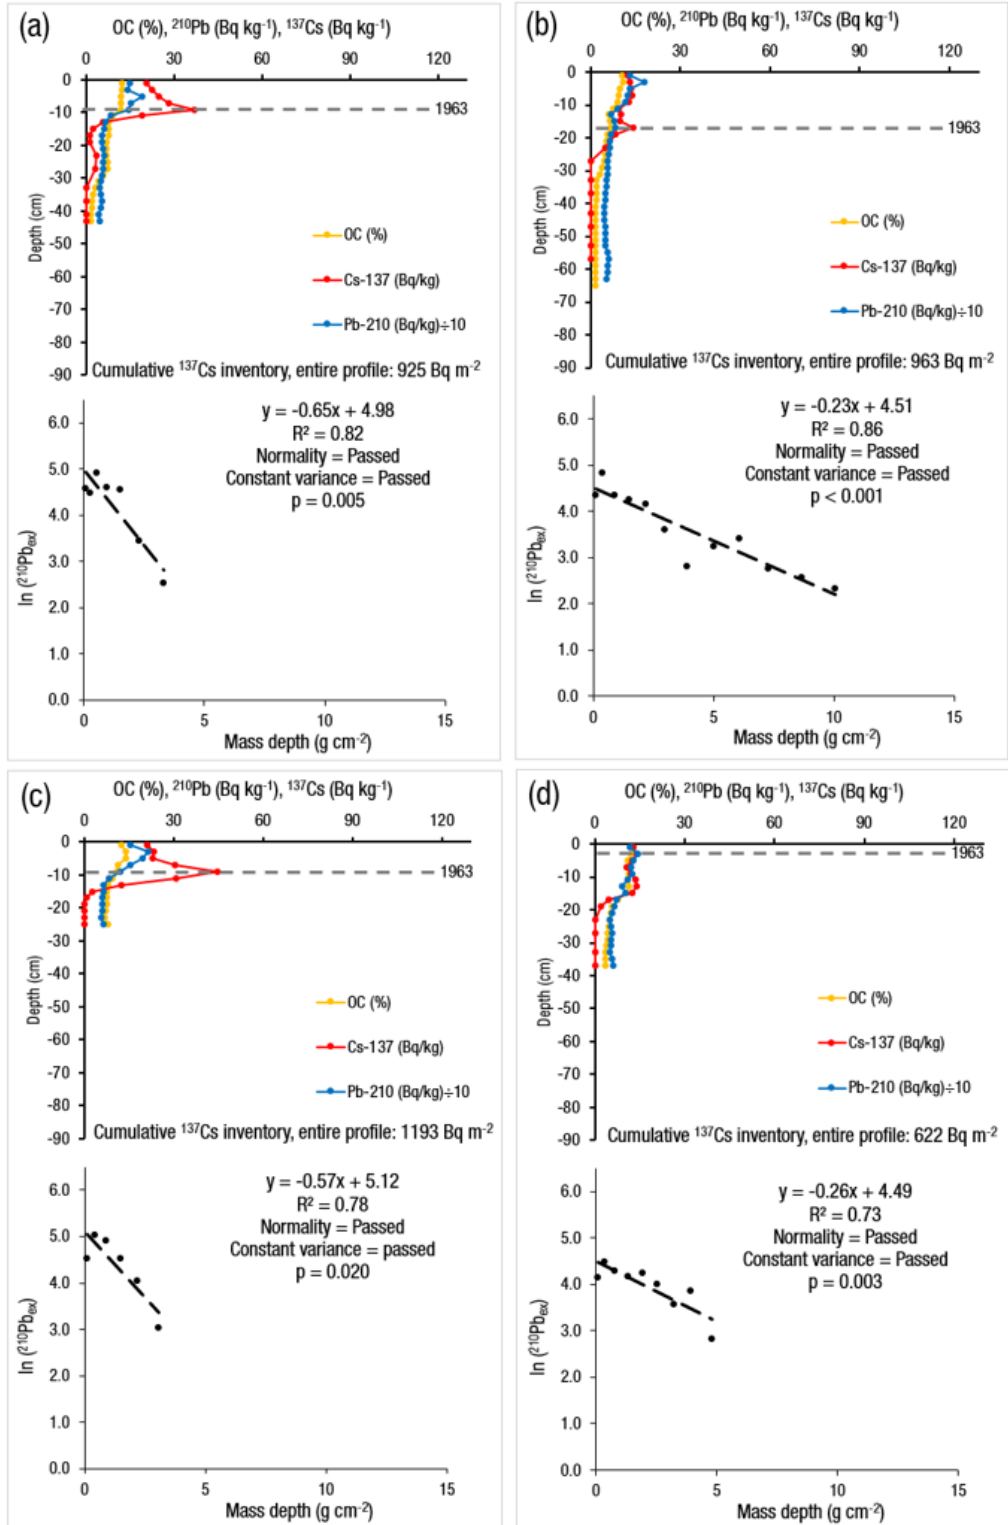 (a)
OC (%), ²¹⁰Pb (Bq kg⁻¹), ¹³⁷Cs (Bq kg⁻¹)
0 30 60 90 120
0
-10
-20
-30
-40
-50
-60
-70
-80
-90
Depth (cm)
1963
OC (%)
Cs-137 (Bq/kg)
Pb-210 (Bq/kg)÷10
Cumulative ¹³⁷Cs inventory, entire profile: 925 Bq m⁻²
y = -0.65x + 4.98
R² = 0.82
Normality = Passed
Constant variance = Passed
p = 0.005
6.0
5.0
4.0
3.0
2.0
1.0
0.0
ln (²¹⁰Pbₑₓ)
0 5 10 15
Mass depth (g cm⁻²)
(b)
OC (%), ²¹⁰Pb (Bq kg⁻¹), ¹³⁷Cs (Bq kg⁻¹)
0 30 60 90 120
0
-10
-20
-30
-40
-50
-60
-70
-80
-90
Depth (cm)
1963
OC (%)
Cs-137 (Bq/kg)
Pb-210 (Bq/kg)÷10
Cumulative ¹³⁷Cs inventory, entire profile: 963 Bq m⁻²
y = -0.23x + 4.51
R² = 0.86
Normality = Passed
Constant variance = Passed
p < 0.001
6.0
5.0
4.0
3.0
2.0
1.0
0.0
ln (²¹⁰Pbₑₓ)
0 5 10 15
Mass depth (g cm⁻²)
(c)
OC (%), ²¹⁰Pb (Bq kg⁻¹), ¹³⁷Cs (Bq kg⁻¹)
0 30 60 90 120
0
-10
-20
-30
-40
-50
-60
-70
-80
-90
Depth (cm)
1963
OC (%)
Cs-137 (Bq/kg)
Pb-210 (Bq/kg)÷10
Cumulative ¹³⁷Cs inventory, entire profile: 1193 Bq m⁻²
y = -0.57x + 5.12
R² = 0.78
Normality = Passed
Constant variance = passed
p = 0.020
6.0
5.0
4.0
3.0
2.0
1.0
0.0
ln (²¹⁰Pbₑₓ)
0 5 10 15
Mass depth (g cm⁻²)
(d)
OC (%), ²¹⁰Pb (Bq kg⁻¹), ¹³⁷Cs (Bq kg⁻¹)
0 30 60 90 120
0
-10
-20
-30
-40
-50
-60
-70
-80
-90
Depth (cm)
1963
OC (%)
Cs-137 (Bq/kg)
Pb-210 (Bq/kg)÷10
Cumulative ¹³⁷Cs inventory, entire profile: 622 Bq m⁻²
y = -0.26x + 4.49
R² = 0.73
Normality = Passed
Constant variance = Passed
p = 0.003
6.0
5.0
4.0
3.0
2.0
1.0
0.0
ln (²¹⁰Pbₑₓ)
0 5 10 15
Mass depth (g cm⁻²)